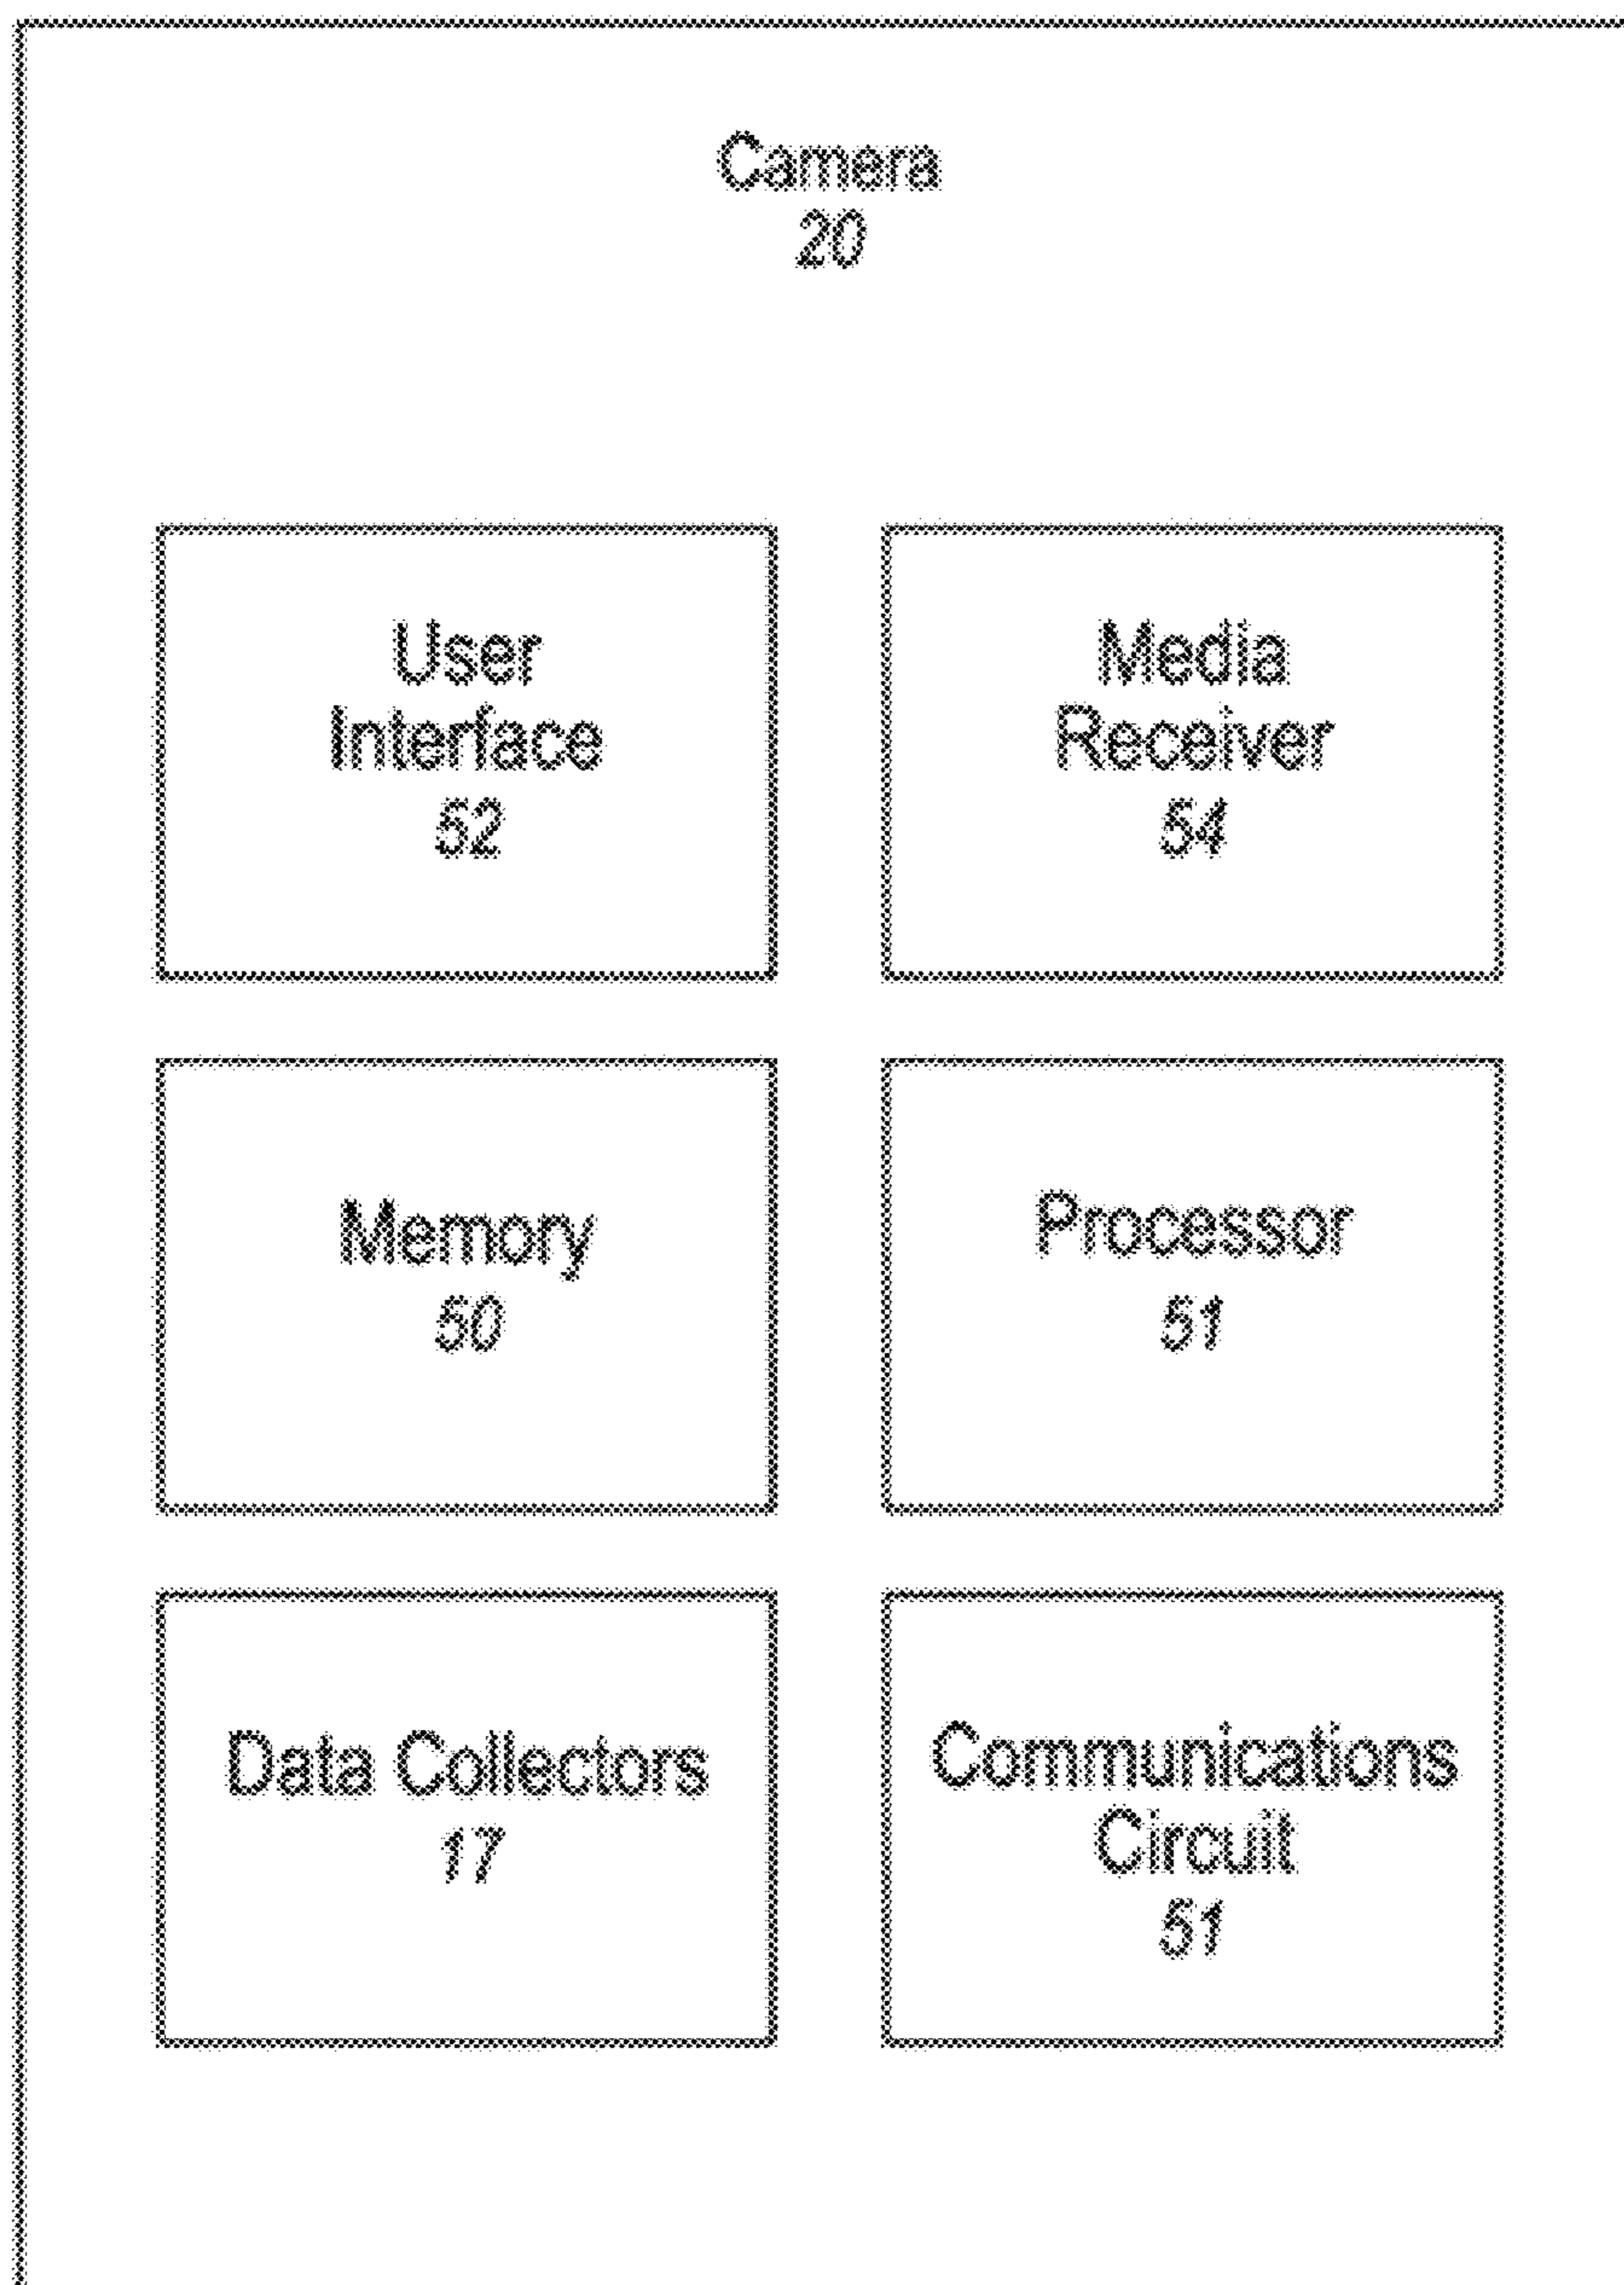 Camera
20
User
Interface
52
Media
Receiver
54
Memory
50
Processor
51
Data Collectors
17
Communications
Circuit
51